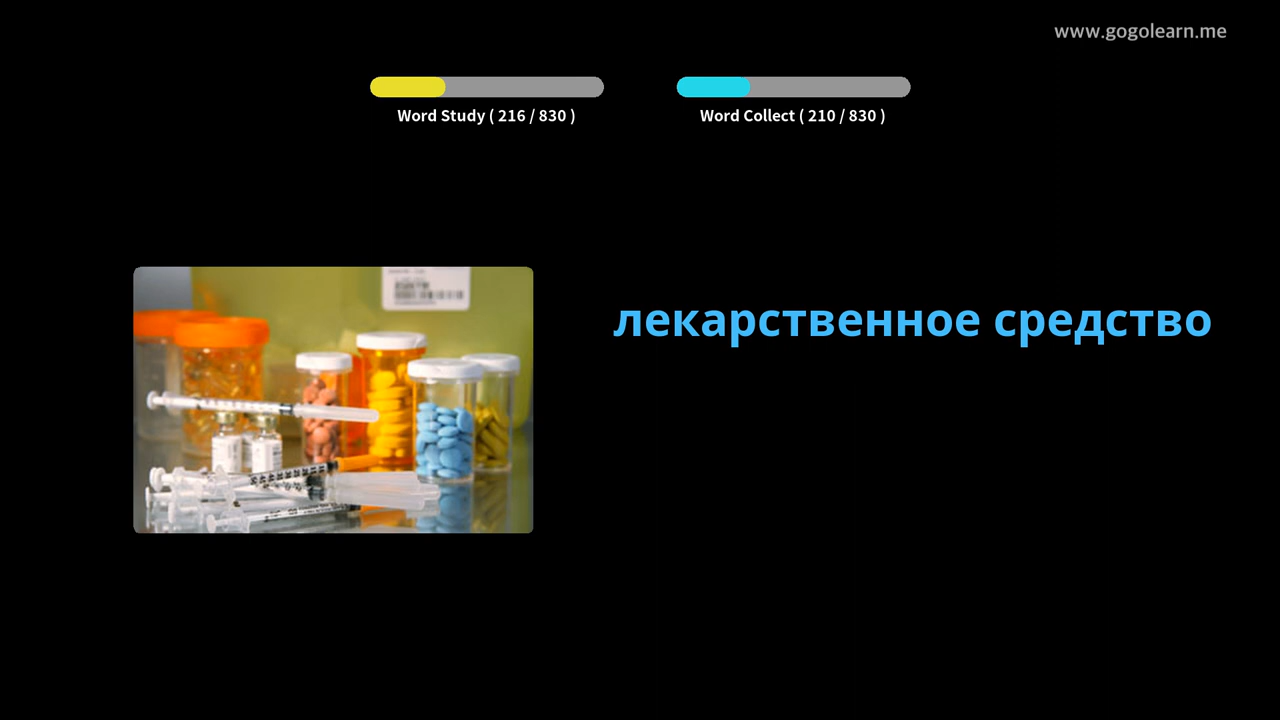 www.gogolearn.me
Word Study ( 216 / 830 )
Word Collect ( 210 / 830 )
лекарственное средство